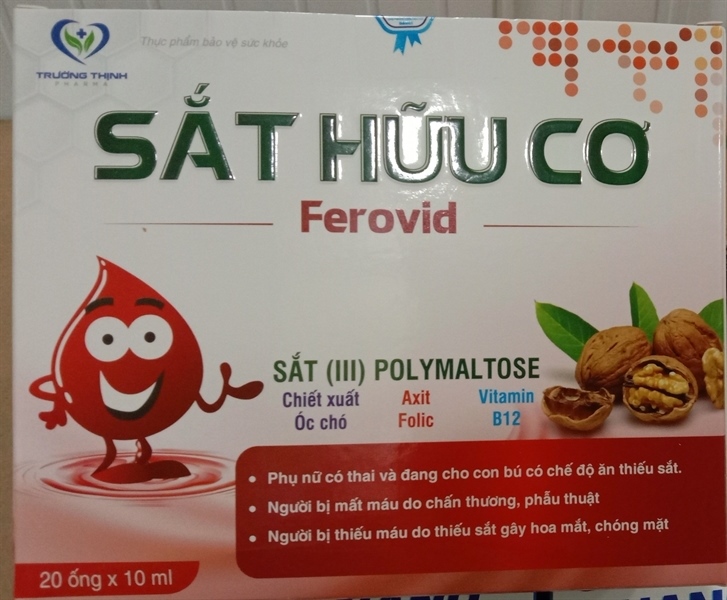 Thực phẩm bảo vệ sức khỏe
TRƯỜNG THỊNH
PHARMA
SẮT HỮU CƠ
Ferovid
SẮT (III) POLYMALTOSE
Chiết xuất Axit Vitamin
Óc chó Folic B12
• Phụ nữ có thai và đang cho con bú có chế độ ăn thiếu sắt.
• Người bị mất máu do chấn thương, phẫu thuật
• Người bị thiếu máu do thiếu sắt gây hoa mắt, chóng mặt
20 ống x 10 ml